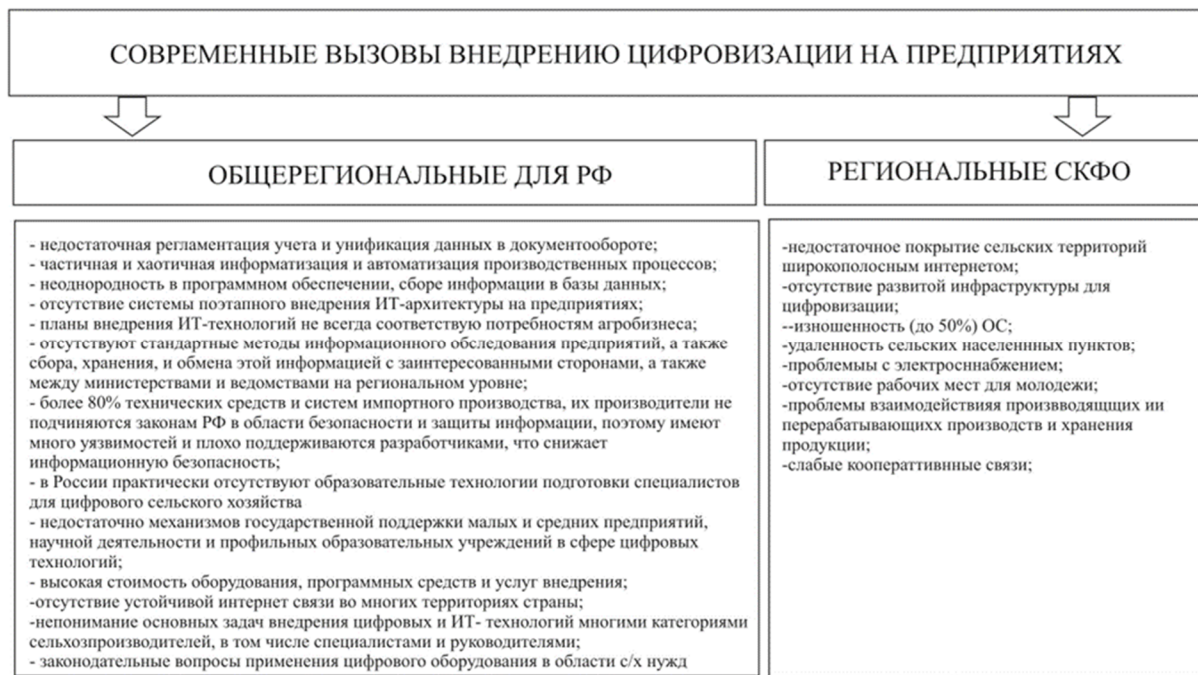 СОВРЕМЕННЫЕ ВЫЗОВЫ ВНЕДРЕНИЮ ЦИФРОВИЗАЦИИ НА ПРЕДПРИЯТИЯХ
ОБЩЕРЕГИОНАЛЬНЫЕ ДЛЯ РФ
- недостаточная регламентация учета и унификация данных в документообороте;
- частичная и хаотичная информатизация и автоматизация производственных процессов;
- неоднородность в программном обеспечении, сборе информации в базы данных;
- отсутствие системы поэтапного внедрения ИТ-архитектуры на предприятиях;
- планы внедрения ИТ-технологий не всегда соответствую потребностям агробизнеса;
- отсутствуют стандартные методы информационного обследования предприятий, а также
сбора, хранения, и обмена этой информацией с заинтересованными сторонами, а также
между министерствами и ведомствами на региональном уровне;
- более 80% технических средств и систем импортного производства, их производители не
подчиняются законам РФ в области безопасности и защиты информации, поэтому имеют
много уязвимостей и плохо поддерживаются разработчиками, что снижает
информационную безопасность;
- в России практически отсутствуют образовательные технологии подготовки специалистов
для цифрового сельского хозяйства
- недостаточно механизмов государственной поддержки малых и средних предприятий,
научной деятельности и профильных образовательных учреждений в сфере цифровых
технологий;
- высокая стоимость оборудования, программных средств и услуг внедрения;
-отсутствие устойчивой интернет связи во многих территориях страны;
-непонимание основных задач внедрения цифровых и ИТ- технологий многими категориями
сельхозпроизводителей, в том числе специалистами и руководителями;
- законодательные вопросы применения цифрового оборудования в области с/х нужд
РЕГИОНАЛЬНЫЕ СКФО
-недостаточное покрытие сельских территорий
широкополосным интернетом;
-отсутствие развитой инфраструктуры для
цифровизации;
--изношенность (до 50%) ОС;
-удаленность сельских населеннных пунктов;
-проблемыы с электроснабжением;
-отсутствие рабочих мест для молодежи;
-проблемы взаимодействияя произвводящщих ии
перерабатывающихх производств и хранения
продукции;
-слабые кооператтивнные связи;